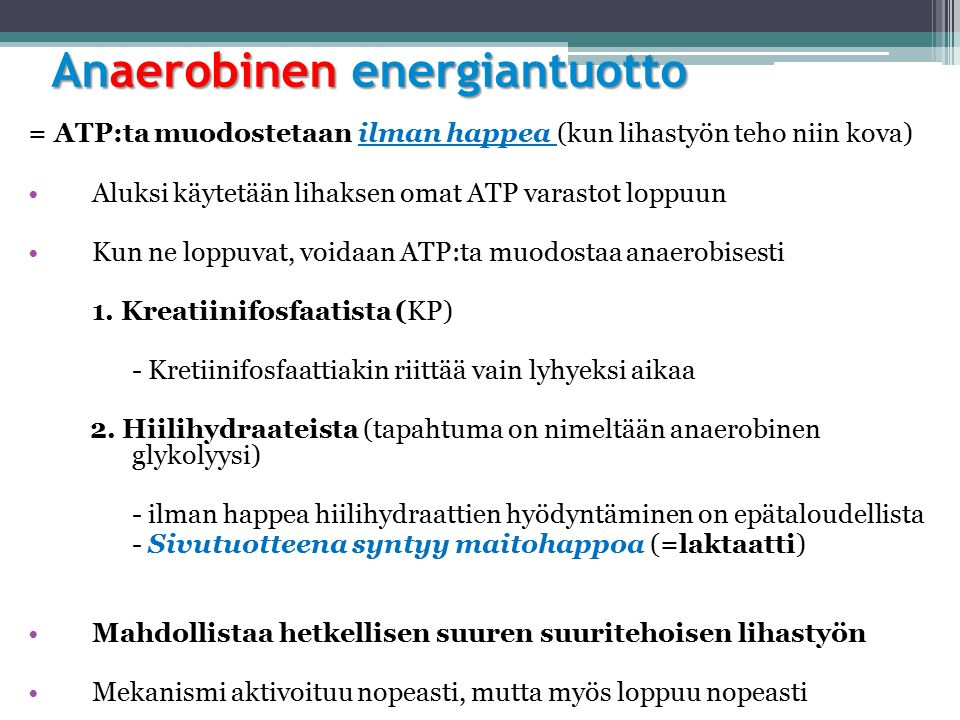 Anaerobinen energiantuotto
= ATP:ta muodostetaan ilman happea (kun lihastyön teho niin kova)
• Aluksi käytetään lihaksen omat ATP varastot loppuun
• Kun ne loppuvat, voidaan ATP:ta muodostaa anaerobisesti
1. Kreatiinifosfaatista (KP)
- Kretiinifosfaattiakin riittää vain lyhyeksi aikaa
2. Hiilihydraateista (tapahtuma on nimeltään anaerobinen
glykolyysi)
- ilman happea hiilihydraattien hyödyntäminen on epätaloudellista
- Sivutuotteena syntyy maitohappoa (=laktaatti)
• Mahdollistaa hetkellisen suuren suuritehoisen lihastyön
• Mekanismi aktivoituu nopeasti, mutta myös loppuu nopeasti